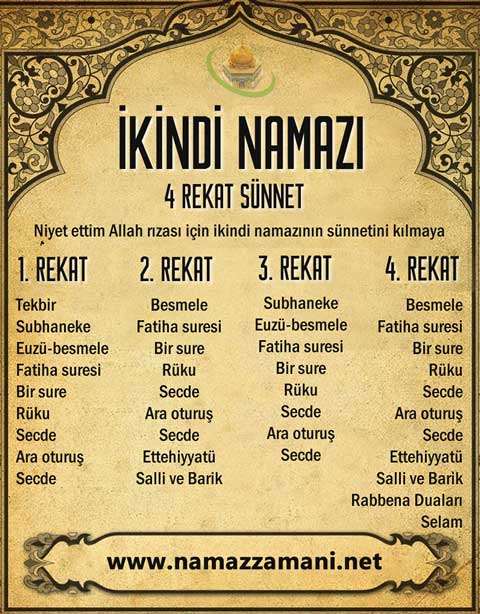 İKİNDİ NAMAZI
4 REKAT SÜNNET
Niyet ettim Allah rızası için ikindi namazının sünnetini kılmaya
1. REKAT
Tekbir
Subhaneke
Euzü-besmele
Fatiha suresi
Bir sure
Rüku
Secde
Ara oturuş
Secde
2. REKAT
Besmele
Fatiha suresi
Bir sure
Rüku
Secde
Ara oturuş
Secde
Ettehiyyatü
Salli ve Barik
3. REKAT
Subhaneke
Euzü-besmele
Fatiha suresi
Bir sure
Rüku
Secde
Ara oturuş
Secde
4. REKAT
Besmele
Fatiha suresi
Bir sure
Rüku
Secde
Ara oturuş
Secde
Ettehiyyatü
Salli ve Barik
Rabbena Duaları
Selam
www.namazzamani.net